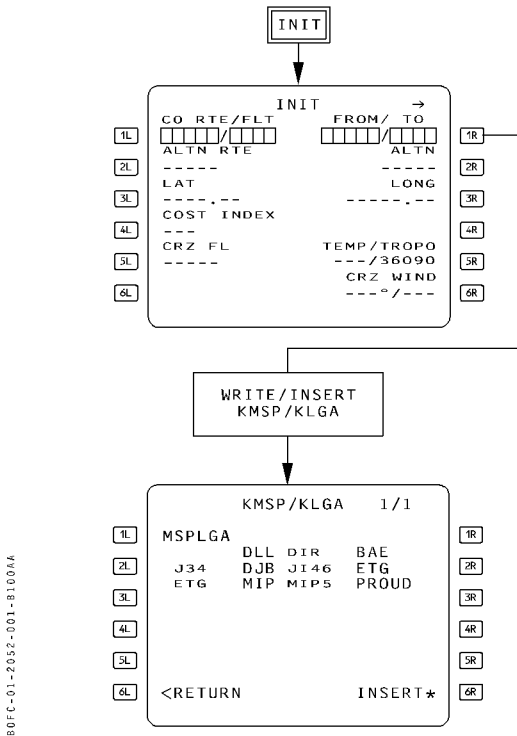 INIT
INIT →
CO RTE/FLT FROM/ TO
1L / / 1R
ALTN RTE ALTN
2L ----- ----- 2R
LAT LONG
3L ----.-- -----.-- 3R
COST INDEX
4L --- 4R
CRZ FL TEMP/TROPO
5L ----- ---/36090 5R
CRZ WIND
6L ---°/--- 6R
WRITE/INSERT
KMSP/KLGA
KMSP/KLGA 1/1
1L MSPLGA 1R
DLL DIR BAE
2L J34 DJB JI46 ETG 2R
ETG MIP MIP5 PROUD
3L 3R
4L 4R
5L 5R
6L <RETURN INSERT* 6R
B0FC-01-2052-001-B100AA